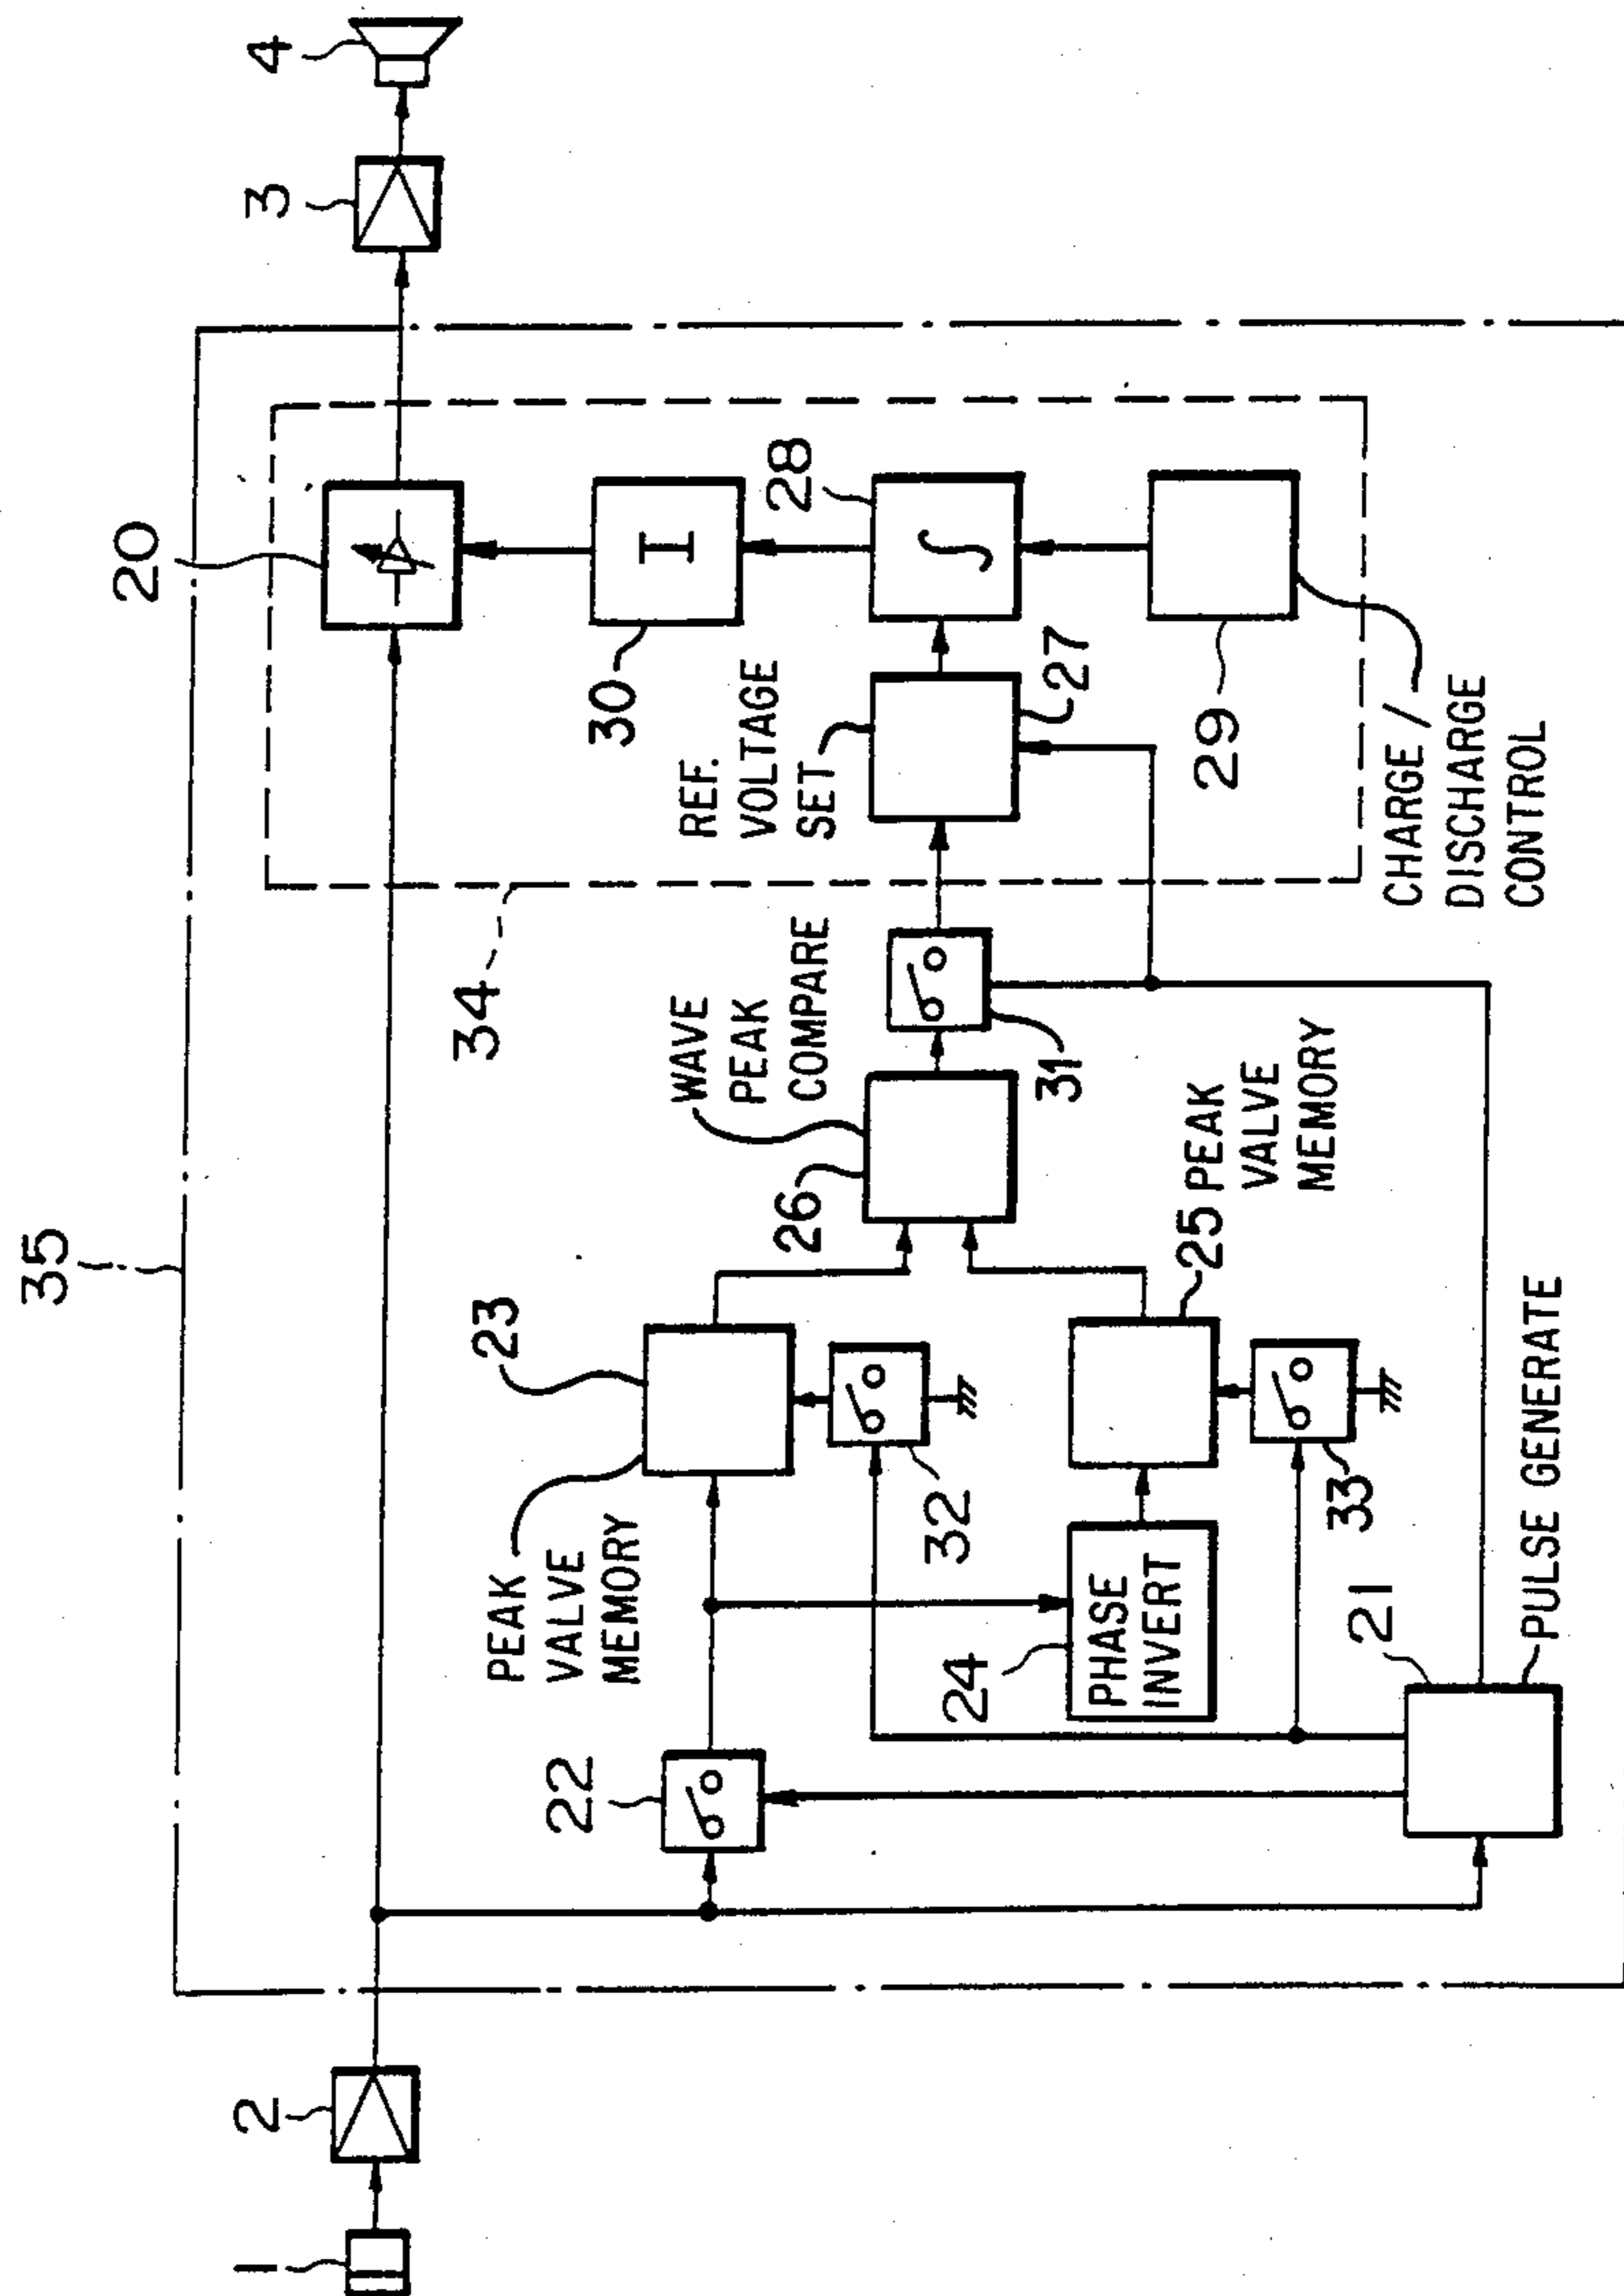 35
20
4
3
34
30
28
REF.
VOLTAGE
SET
27
29
CHARGE /
DISCHARGE
CONTROL
WAVE
PEAK
COMPARE
26
31
23
PEAK
VALVE
MEMORY
32
25 PEAK
VALVE
MEMORY
33
22
24
PHASE
INVERT
21
PULSE GENERATE
2
1
I
∫